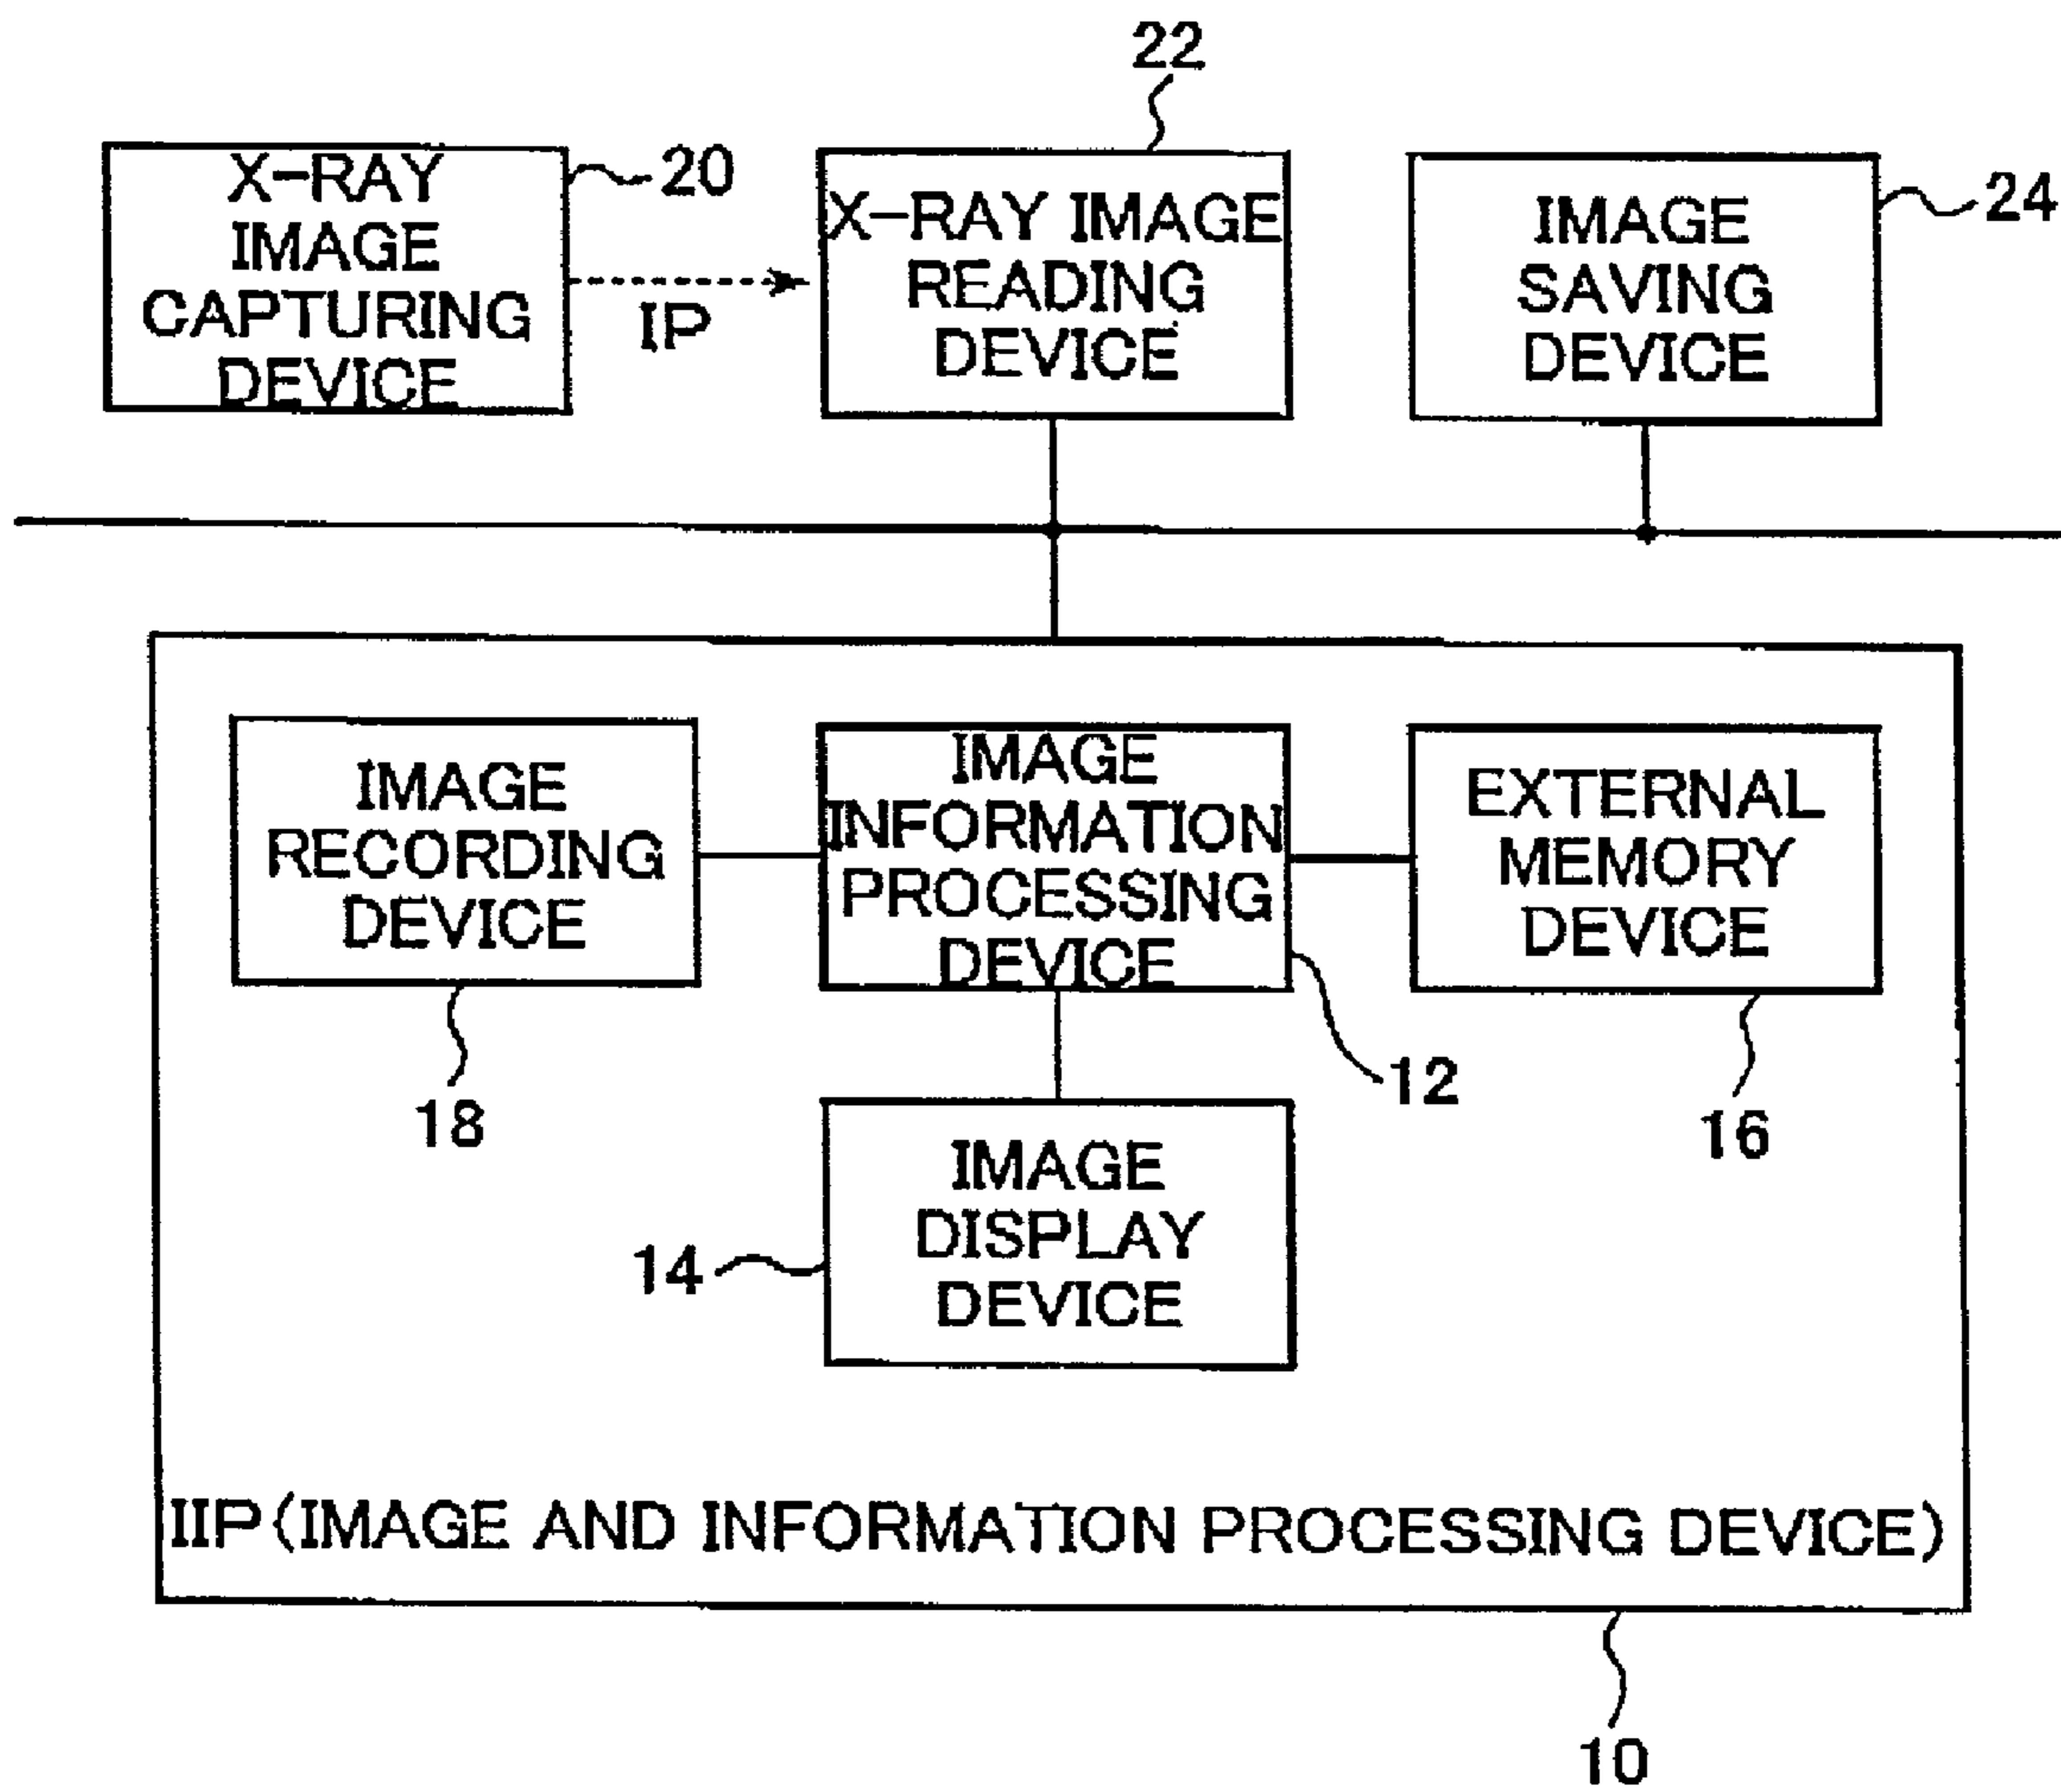 22
X-RAY
IMAGE
CAPTURING
DEVICE
20
IP
X-RAY IMAGE
READING
DEVICE
IMAGE
SAVING
DEVICE
24
IMAGE
RECORDING
DEVICE
18
IMAGE
INFORMATION
PROCESSING
DEVICE
12
EXTERNAL
MEMORY
DEVICE
16
14
IMAGE
DISPLAY
DEVICE
IIP(IMAGE AND INFORMATION PROCESSING DEVICE)
10